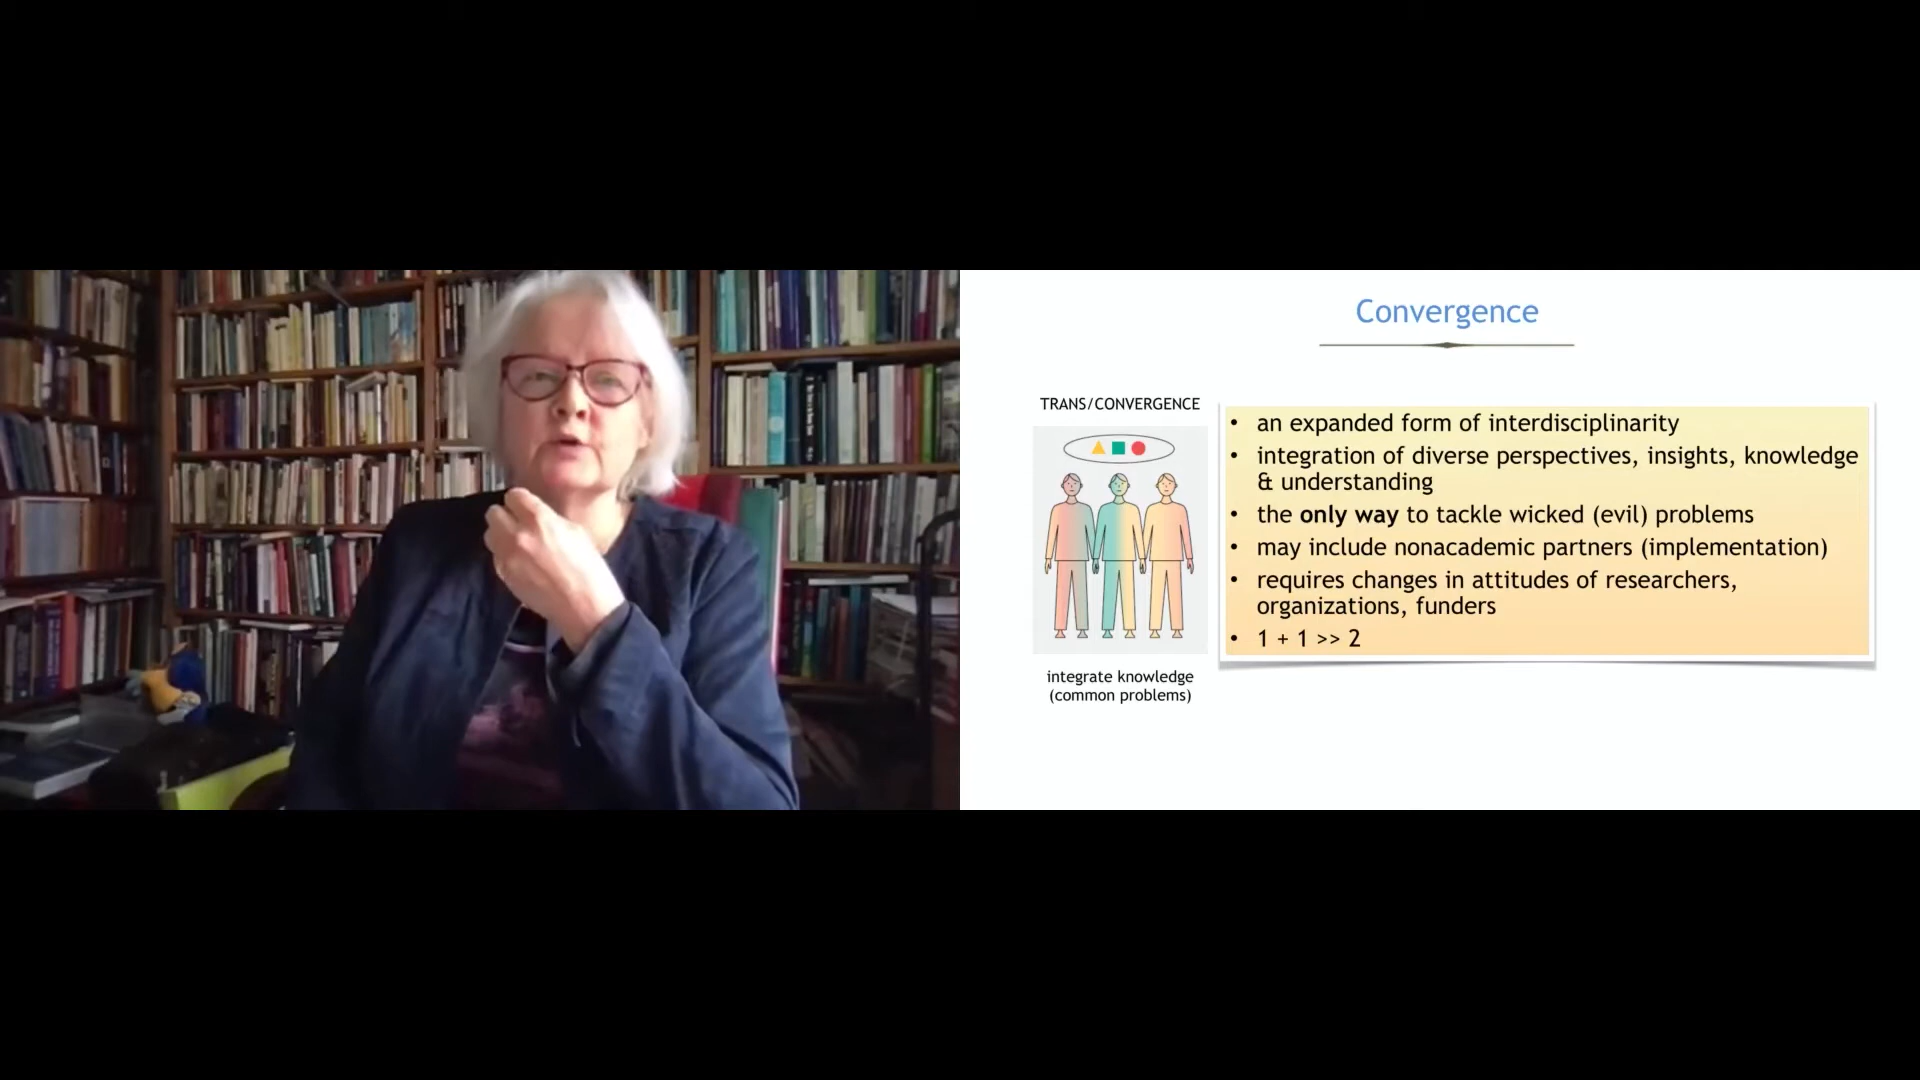 Convergence
TRANS/CONVERGENCE
integrate knowledge
(common problems)
• an expanded form of interdisciplinarity
• integration of diverse perspectives, insights, knowledge
& understanding
• the only way to tackle wicked (evil) problems
• may include nonacademic partners (implementation)
• requires changes in attitudes of researchers,
organizations, funders
• 1 + 1 >> 2